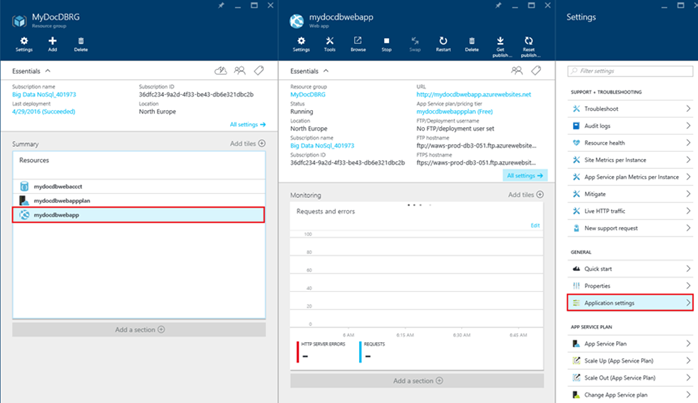 MyDocDBRG
Resource group
Settings
Add
Delete
Essentials
Subscription name
Big Data.NoSql_401973
Subscription ID
36dfc234-9a2d-4f33-be43-db6e321dbc2b
Last deployment
4/29/2016 (Succeeded)
Location
North Europe
All settings →
Summary
Add tiles
Resources
mydocdbwebacct
mydocdbwebappplan
mydocdbwebapp
Add a section
mydocdbwebapp
Web app
Settings
Tools
Browse
Stop
Swap
Restart
Delete
Get publish...
Reset publish...
Essentials
Resource group
MyDocDBRG
URL
http://mydocdbwebapp.azurewebsites.net
Status
Running
App Service plan/pricing tier
mydocdbwebappplan (Free)
Location
North Europe
FTP/Deployment username
No FTP/deployment user set
Subscription name
Big Data NoSql_401973
FTP hostname
ftp://waws-prod-db3-051.ftp.azurewebsite...
Subscription ID
36dfc234-9a2d-4f33-be43-db6e321dbc2b
FTPS hostname
ftps://waws-prod-db3-051.ftp.azurewebsit...
All settings →
Monitoring
Add tiles
Requests and errors
Edit
100
80
60
40
20
0
8 AM
8:15 AM
8:30 AM
8:45 AM
HTTP SERVER ERRORS
--
REQUESTS
--
Add a section
Settings
Filter settings
SUPPORT + TROUBLESHOOTING
Troubleshoot
Audit logs
Resource health
Site Metrics per Instance
App Service plan Metrics per Instance
Mitigate
Live HTTP traffic
New support request
GENERAL
Quick start
Properties
Application settings
APP SERVICE PLAN
App Service Plan
Scale Up (App Service Plan)
Scale Out (App Service Plan)
Change App Service plan